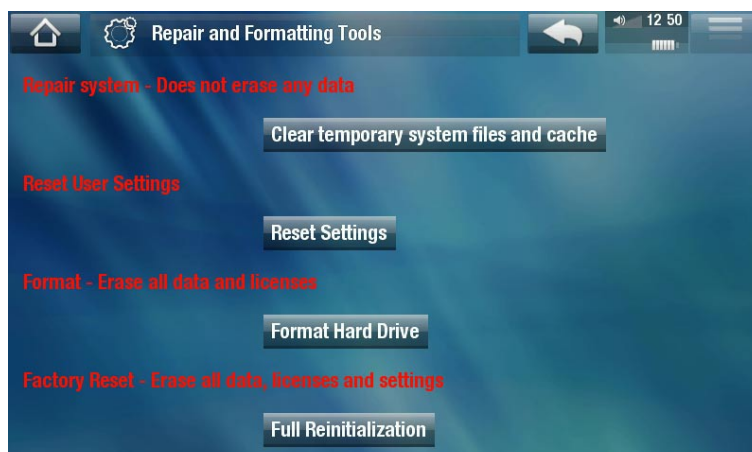 Repair and Formatting Tools
12 50
Repair system - Does not erase any data
Clear temporary system files and cache
Reset User Settings
Reset Settings
Format - Erase all data and licenses
Format Hard Drive
Factory Reset - Erase all data, licenses and settings
Full Reinitialization